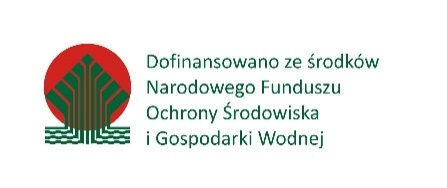 Dofinansowano ze środków
Narodowego Funduszu
Ochrony Środowiska
i Gospodarki Wodnej